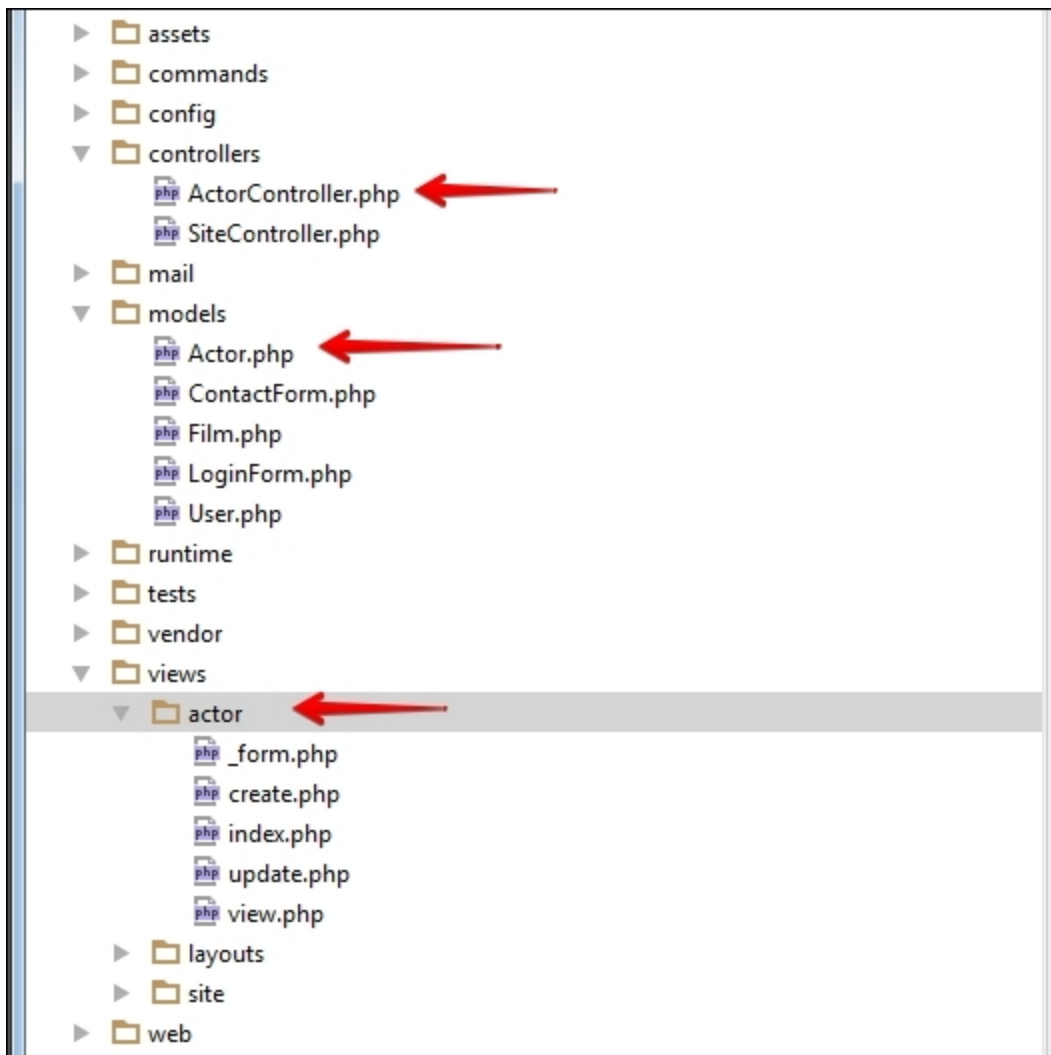 assets
commands
config
controllers
php ActorController.php
php SiteController.php
mail
models
php Actor.php
php ContactForm.php
php Film.php
php LoginForm.php
php User.php
runtime
tests
vendor
views
actor
php _form.php
php create.php
php index.php
php update.php
php view.php
layouts
site
web